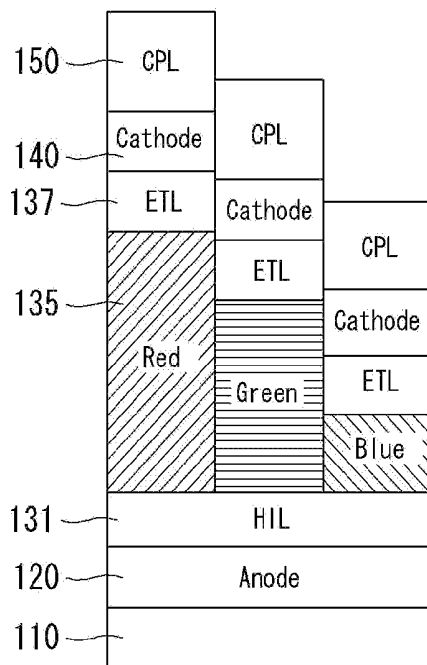 150 CPL
CPL
140 Cathode
137 ETL
Cathode
CPL
ETL
135
Cathode
Red
ETL
Green
Blue
131 HIL
120 Anode
110